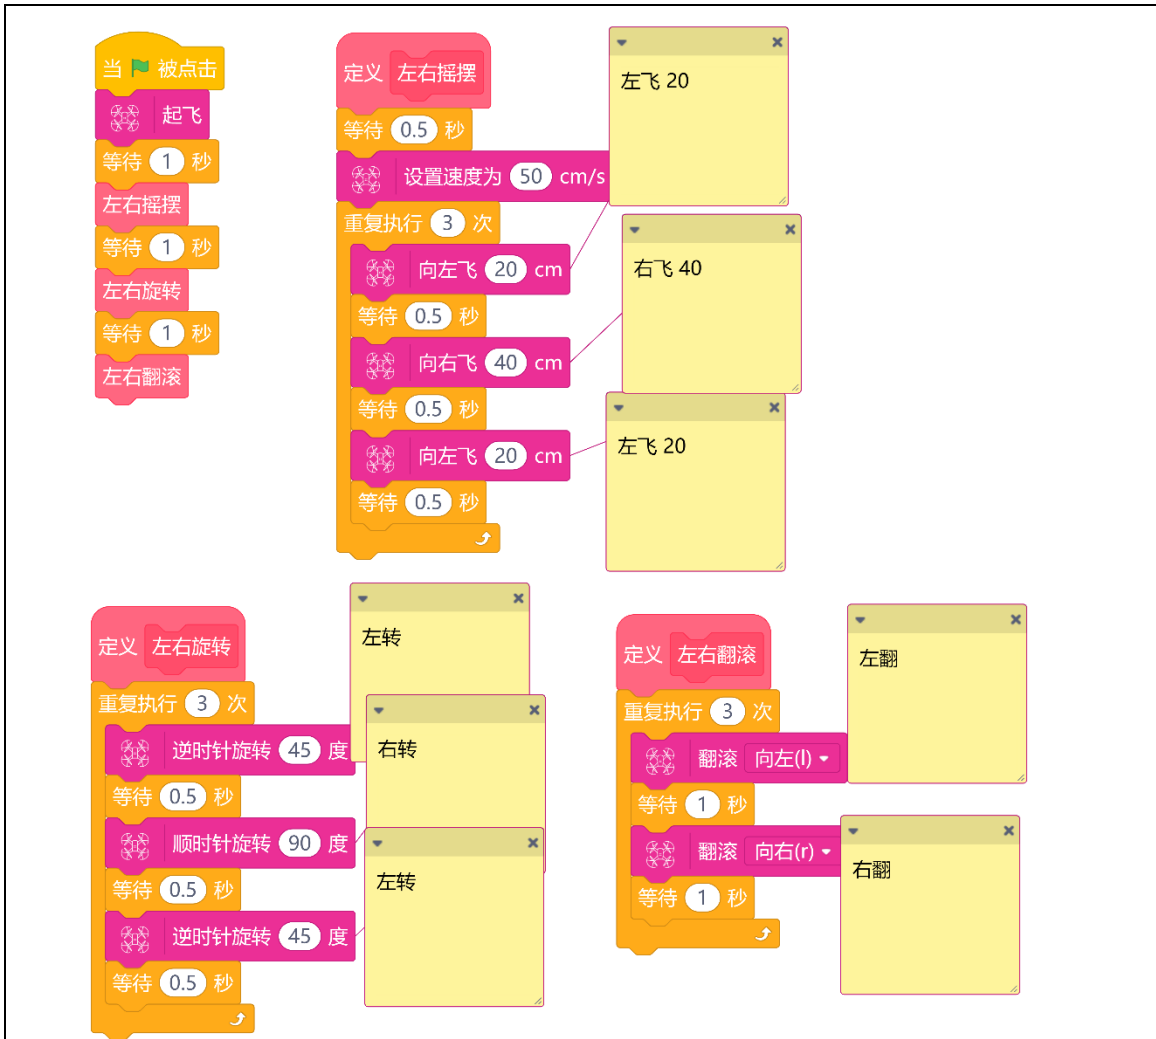 当 被点击
起飞
等待 1 秒
左右摇摆
等待 1 秒
左右旋转
等待 1 秒
左右翻滚
定义 左右摇摆
等待 0.5 秒
设置速度为 50 cm/s
重复执行 3 次
向左飞 20 cm
等待 0.5 秒
向右飞 40 cm
等待 0.5 秒
向左飞 20 cm
等待 0.5 秒
左飞 20
右飞 40
左飞 20
定义 左右旋转
重复执行 3 次
逆时针旋转 45 度
等待 0.5 秒
顺时针旋转 90 度
等待 0.5 秒
逆时针旋转 45 度
等待 0.5 秒
左转
右转
左转
定义 左右翻滚
重复执行 3 次
翻滚 向左(l)
等待 1 秒
翻滚 向右(r)
等待 1 秒
左翻
右翻